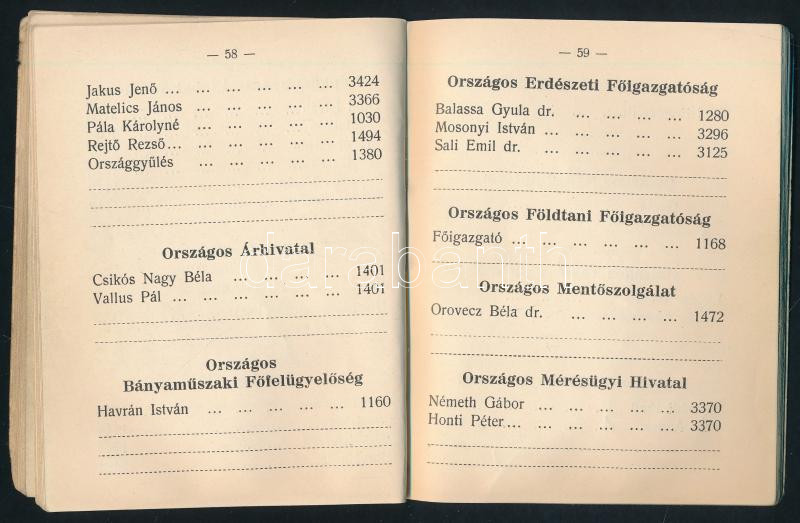 — 58 —
Jakus Jenő ... ... ... ... ... ... 3424
Matelics János ... ... ... ... ... 3366
Pála Károlyné ... ... ... ... ... 1030
Rejtő Rezső... ... ... ... ... ... 1494
Országgyűlés ... ... ... ... ... 1380
Országos Árhivatal
Csikós Nagy Béla ... ... ... ... 1401
Vallus Pál ... ... ... ... ... ... 1401
Országos
Bányaműszaki Főfelügyelőség
Havrán István ... ... ... ... ... 1160
— 59 —
Országos Erdészeti Főigazgatóság
Balassa Gyula dr. ... ... ... ... 1280
Mosonyi István ... ... ... ... ... 3296
Sali Emil dr. ... ... ... ... ... 3125
Országos Földtani Főigazgatóság
Főigazgató ... ... ... ... ... ... 1168
Országos Mentőszolgálat
Orovecz Béla dr. ... ... ... ... 1472
Országos Mérésügyi Hivatal
Németh Gábor ... ... ... ... ... 3370
Honti Péter... ... ... ... ... ... 3370
darabanth